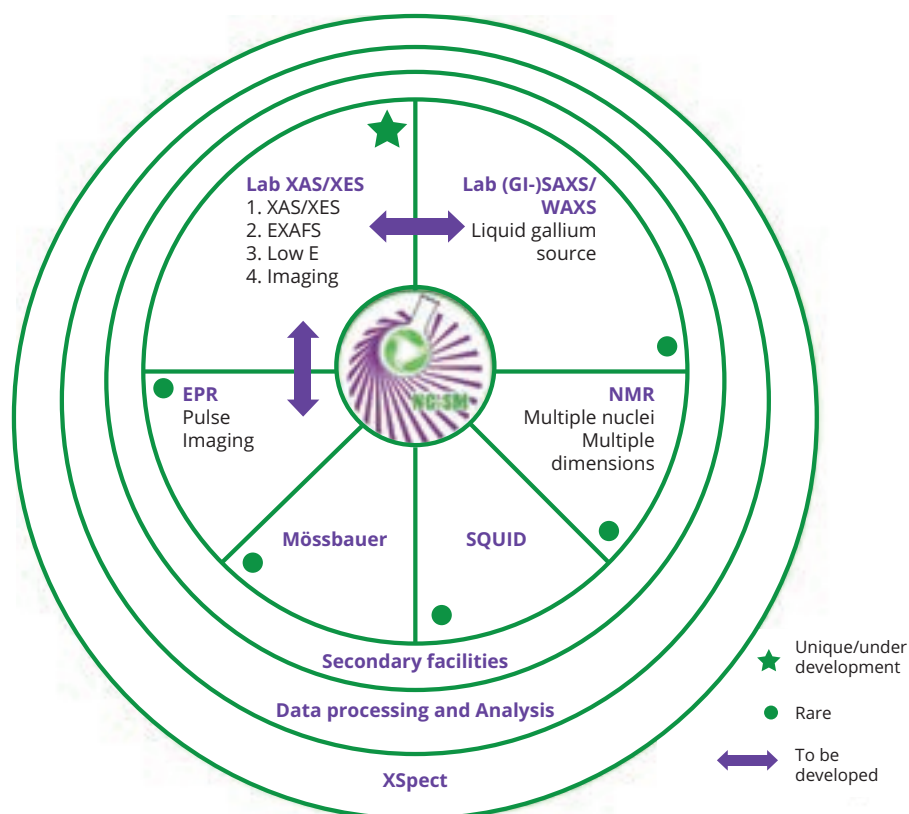 Lab XAS/XES
1. XAS/XES
2. EXAFS
3. Low E
4. Imaging
Lab (GI-)SAXS/
WAXS
Liquid gallium
source
EPR
Pulse
Imaging
NMR
Multiple nuclei
Multiple
dimensions
Mössbauer
SQUID
Secondary facilities
Data processing and Analysis
XSpect
Unique/under
development
Rare
To be
developed